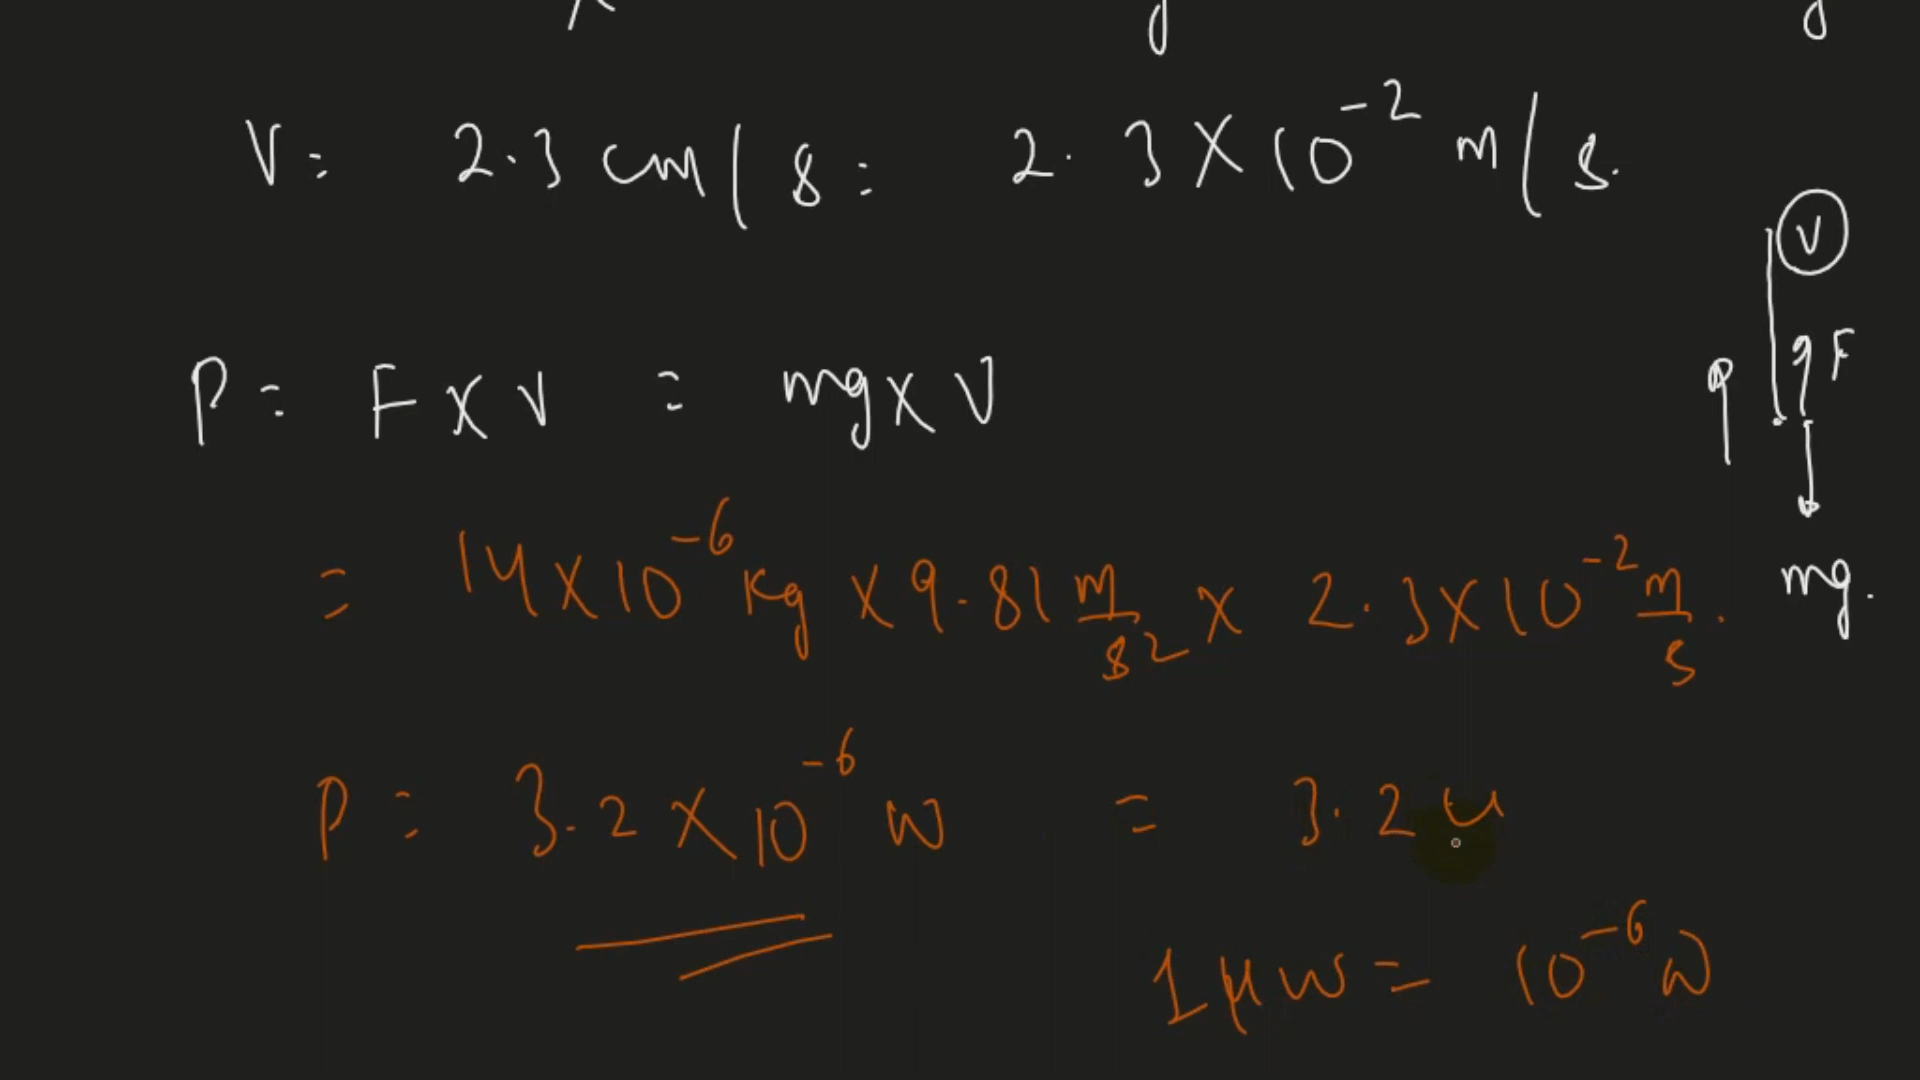 V = 2.3 cm/s = 2.3 X 10⁻² m/s.
V
P = F X V = mg X V
F
mg.
= 14 X 10⁻⁶ Kg X 9.81 m/s² X 2.3 X 10⁻² m/s.
P = 3.2 X 10⁻⁶ W = 3.2 u
1 μW = 10⁻⁶ W